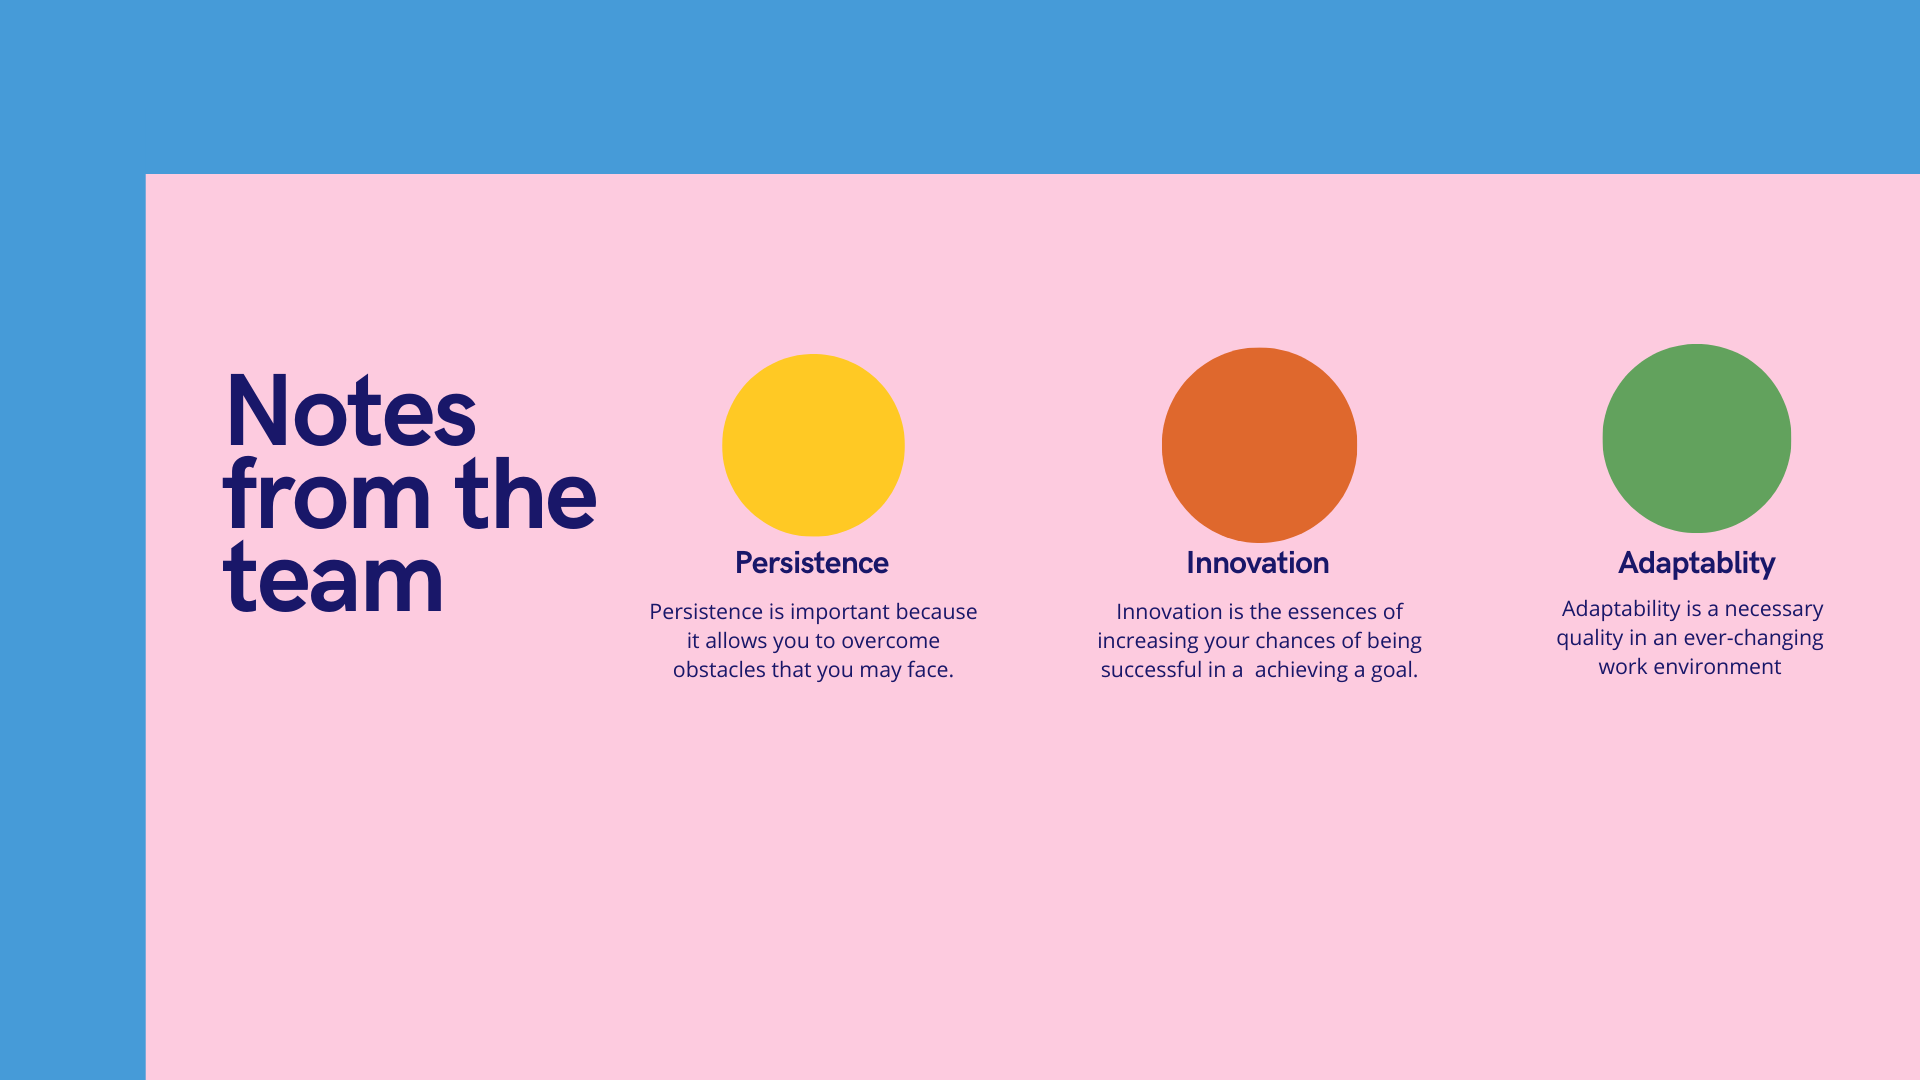 Notes
from the
team
Persistence
Persistence is important because
it allows you to overcome
obstacles that you may face.
Innovation
Innovation is the essences of
increasing your chances of being
successful in a  achieving a goal.
Adaptablity
Adaptability is a necessary
quality in an ever-changing
work environment